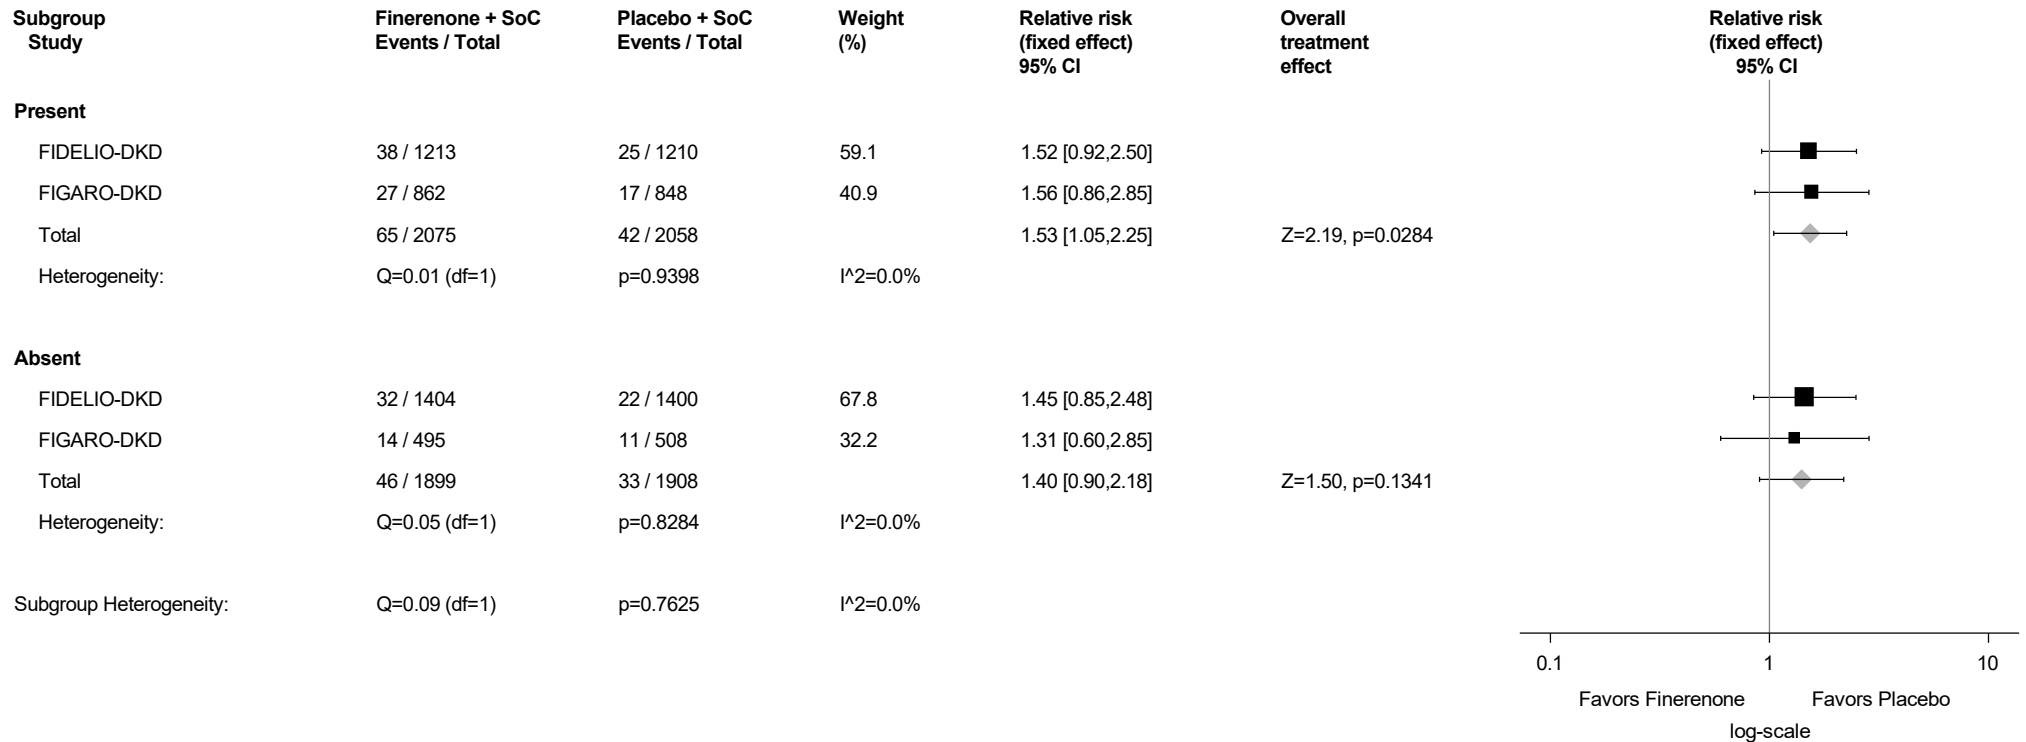 Subgroup Finerenone + SoC Placebo + SoC Weight Relative risk Overall Relative risk
Study Events / Total Events / Total (%) (fixed effect) treatment (fixed effect)
95% CI effect 95% CI
Present
FIDELIO-DKD 38 / 1213 25 / 1210 59.1 1.52 [0.92,2.50]
FIGARO-DKD 27 / 862 17 / 848 40.9 1.56 [0.86,2.85]
Total 65 / 2075 42 / 2058 1.53 [1.05,2.25] Z=2.19, p=0.0284
Heterogeneity: Q=0.01 (df=1) p=0.9398 I^2=0.0%
Absent
FIDELIO-DKD 32 / 1404 22 / 1400 67.8 1.45 [0.85,2.48]
FIGARO-DKD 14 / 495 11 / 508 32.2 1.31 [0.60,2.85]
Total 46 / 1899 33 / 1908 1.40 [0.90,2.18] Z=1.50, p=0.1341
Heterogeneity: Q=0.05 (df=1) p=0.8284 I^2=0.0%
Subgroup Heterogeneity: Q=0.09 (df=1) p=0.7625 I^2=0.0%
0.1 1 10
Favors Finerenone Favors Placebo
log-scale